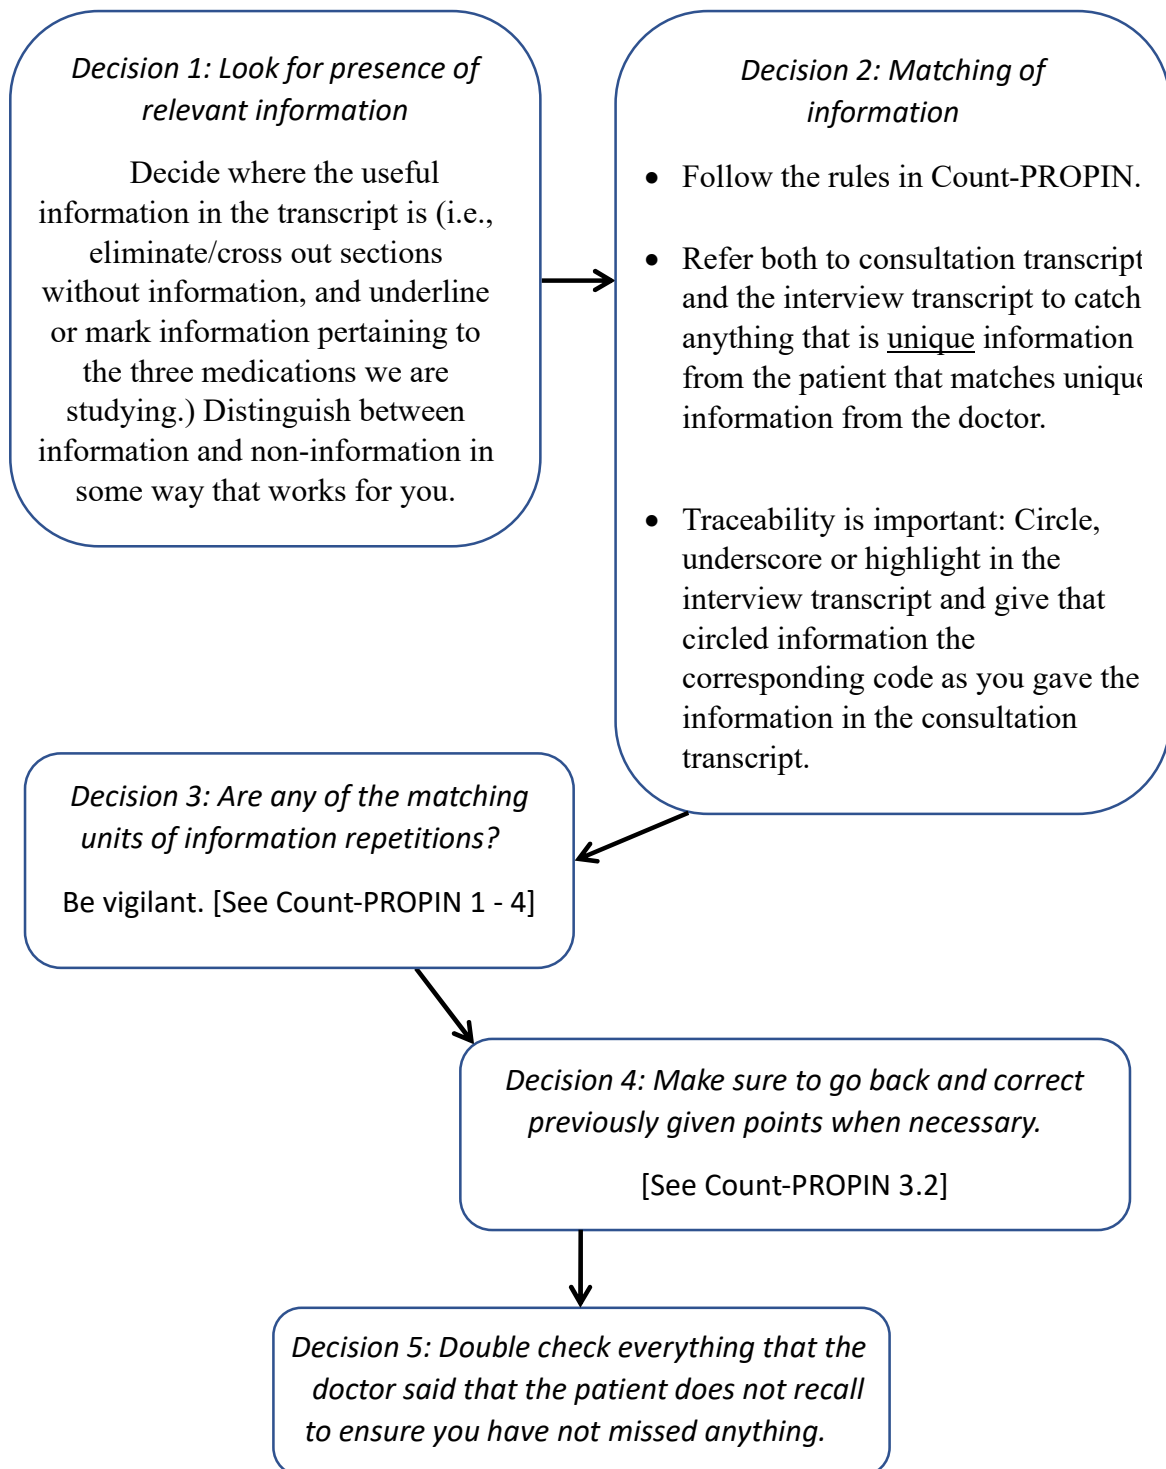 Decision 1: Look for presence of
relevant information
Decide where the useful
information in the transcript is (i.e.,
eliminate/cross out sections
without information, and underline
or mark information pertaining to
the three medications we are
studying.) Distinguish between
information and non-information in
some way that works for you.
Decision 2: Matching of
information
• Follow the rules in Count-PROPIN.
• Refer both to consultation transcript
and the interview transcript to catch
anything that is unique information
from the patient that matches unique
information from the doctor.
• Traceability is important: Circle,
underscore or highlight in the
interview transcript and give that
circled information the
corresponding code as you gave the
information in the consultation
transcript.
Decision 3: Are any of the matching
units of information repetitions?
Be vigilant. [See Count-PROPIN 1 - 4]
Decision 4: Make sure to go back and correct
previously given points when necessary.
[See Count-PROPIN 3.2]
Decision 5: Double check everything that the
doctor said that the patient does not recall
to ensure you have not missed anything.